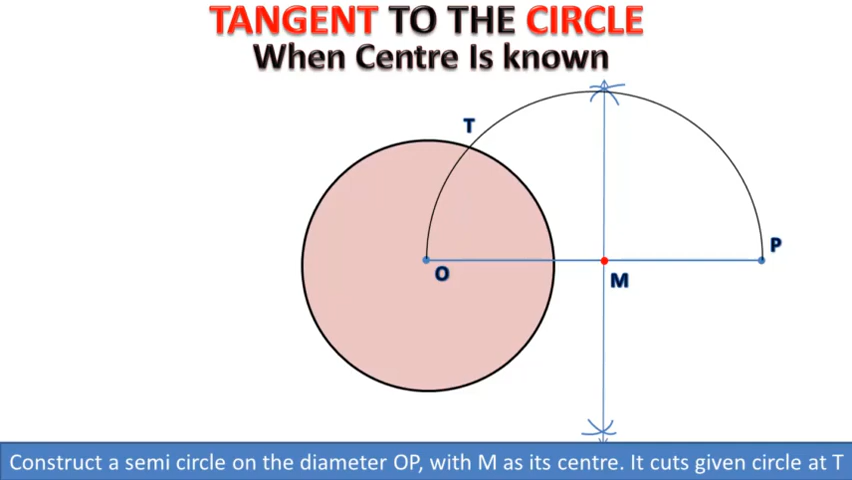 TANGENT TO THE CIRCLE
When Centre Is known
T
P
O
M
Construct a semi circle on the diameter OP, with M as its centre. It cuts given circle at T